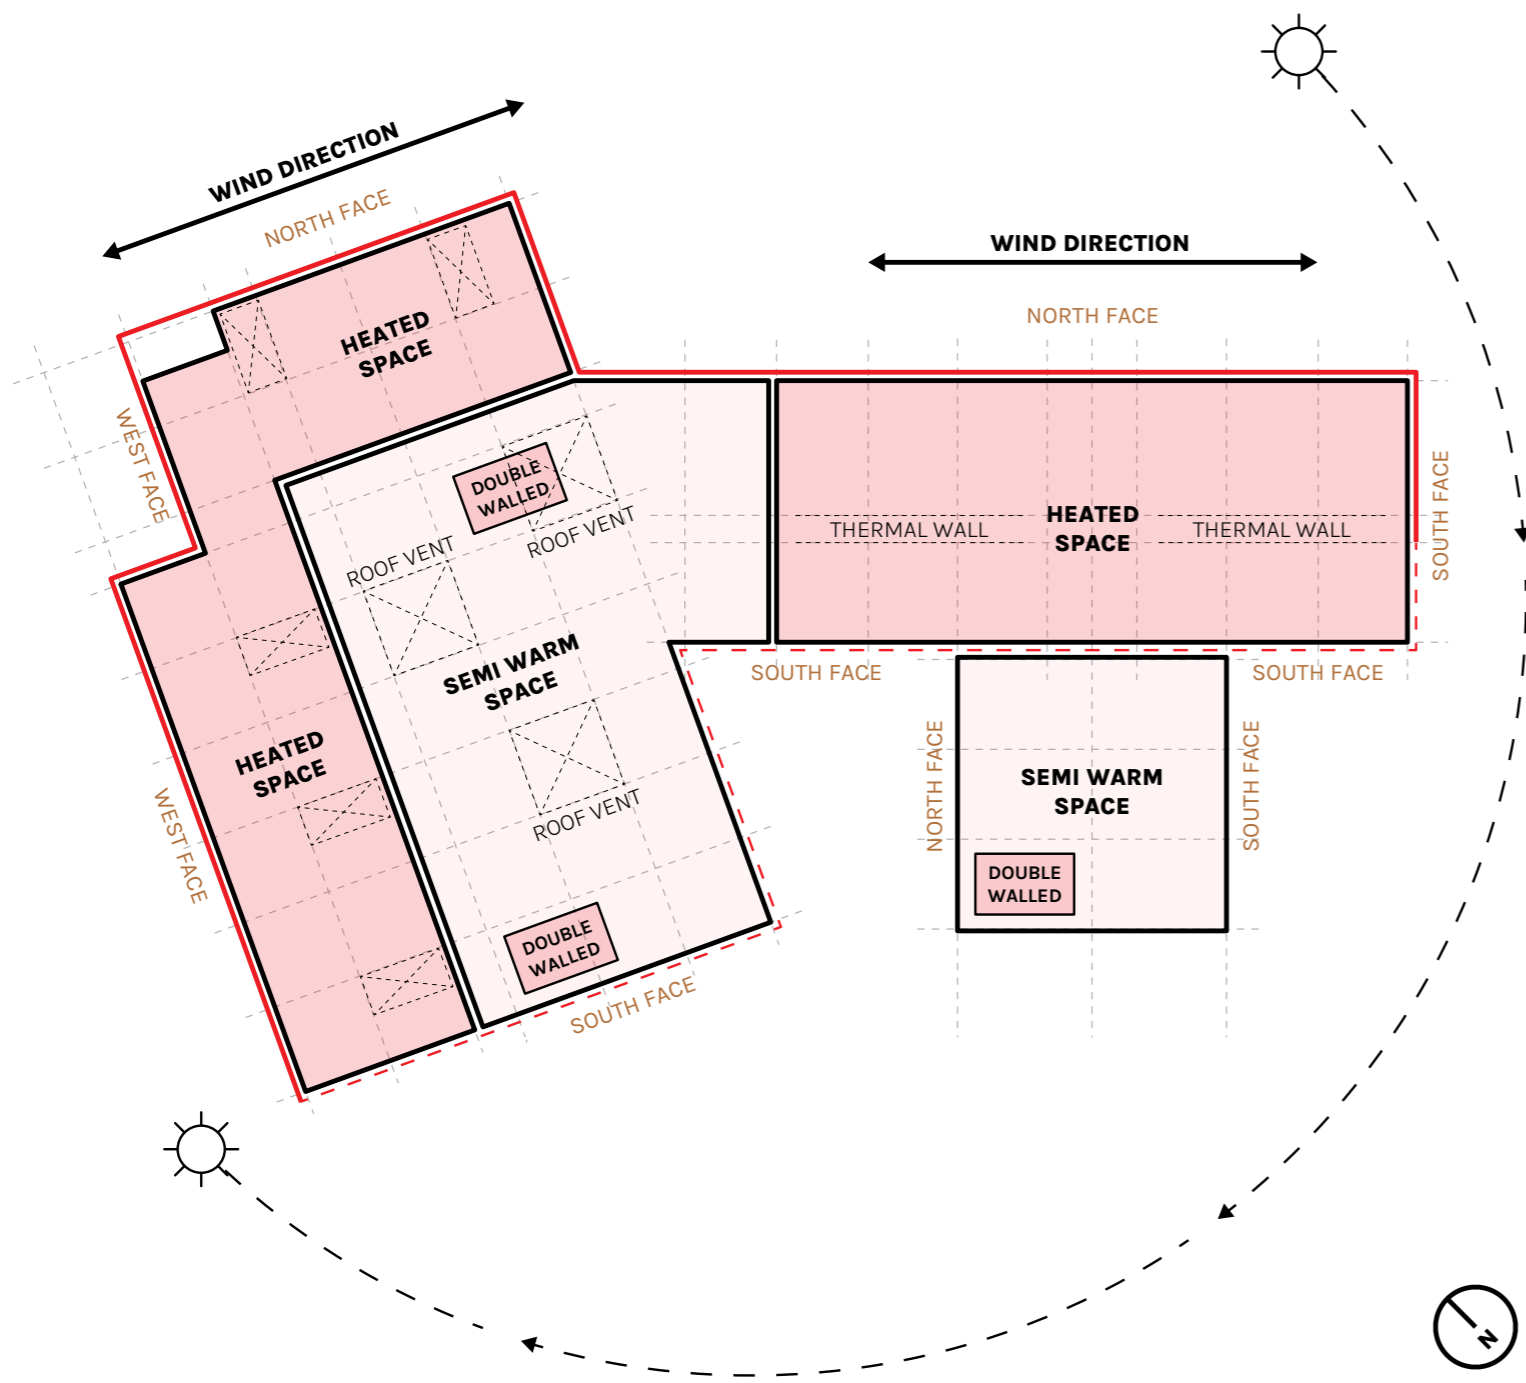 WIND DIRECTION
NORTH FACE
WIND DIRECTION
NORTH FACE
HEATED
SPACE
WEST FACE
DOUBLE
WALLED
ROOF VENT
ROOF VENT
THERMAL WALL
HEATED
SPACE
THERMAL WALL
SOUTH FACE
SEMI WARM
SPACE
SOUTH FACE
SOUTH FACE
HEATED
SPACE
WEST FACE
ROOF VENT
NORTH FACE
SEMI WARM
SPACE
SOUTH FACE
DOUBLE
WALLED
DOUBLE
WALLED
SOUTH FACE
N